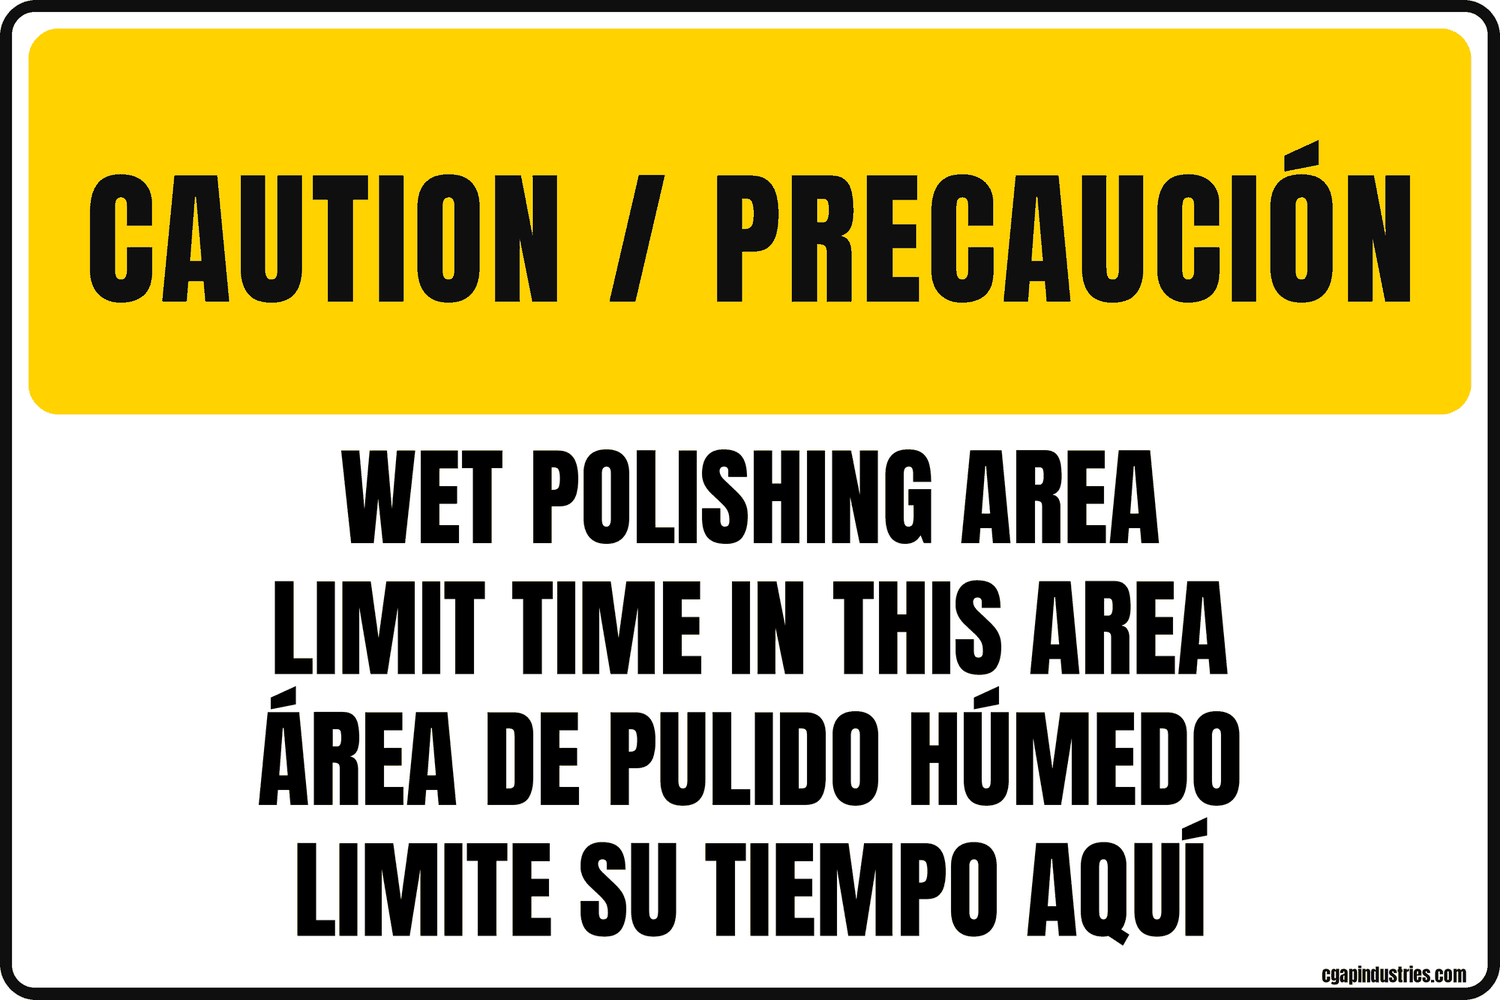 CAUTION / PRECAUCIÓN
WET POLISHING AREA
LIMIT TIME IN THIS AREA
ÁREA DE PULIDO HÚMEDO
LIMITE SU TIEMPO AQUÍ
cgapindustries.com